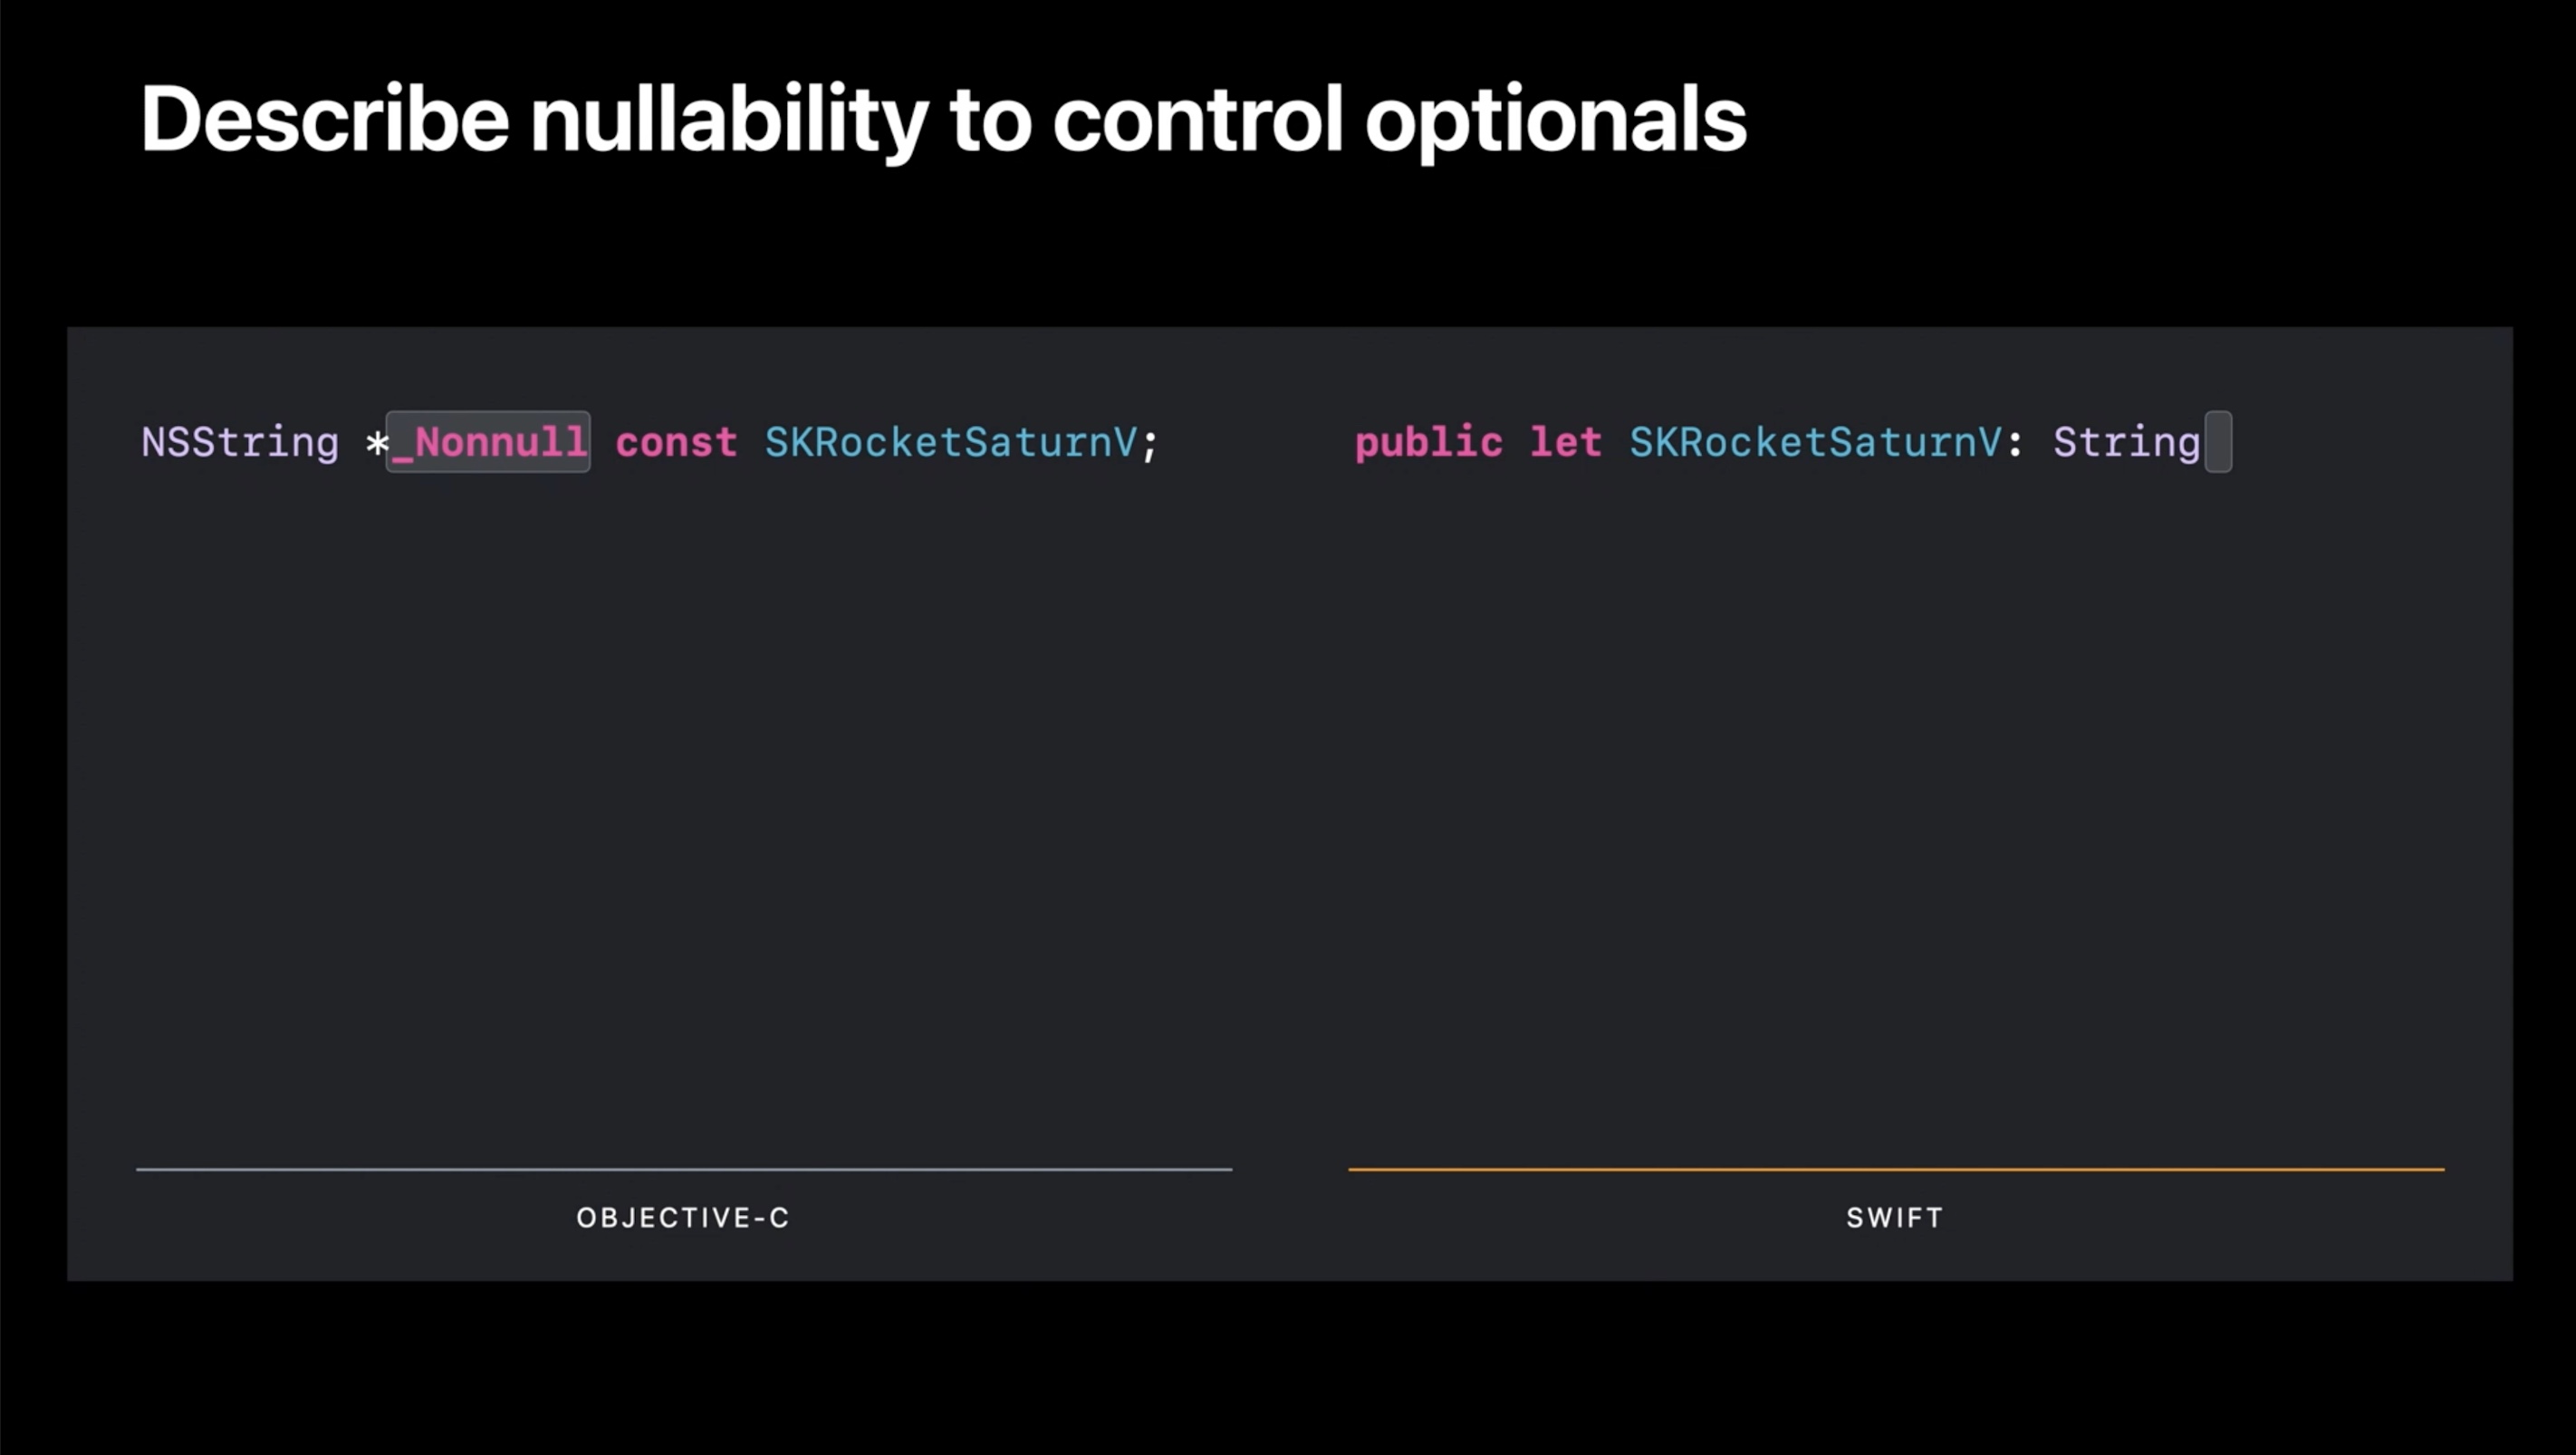 Describe nullability to control optionals
NSString *_Nonnull const SKRocketSaturnV;
public let SKRocketSaturnV: String
OBJECTIVE-C
SWIFT